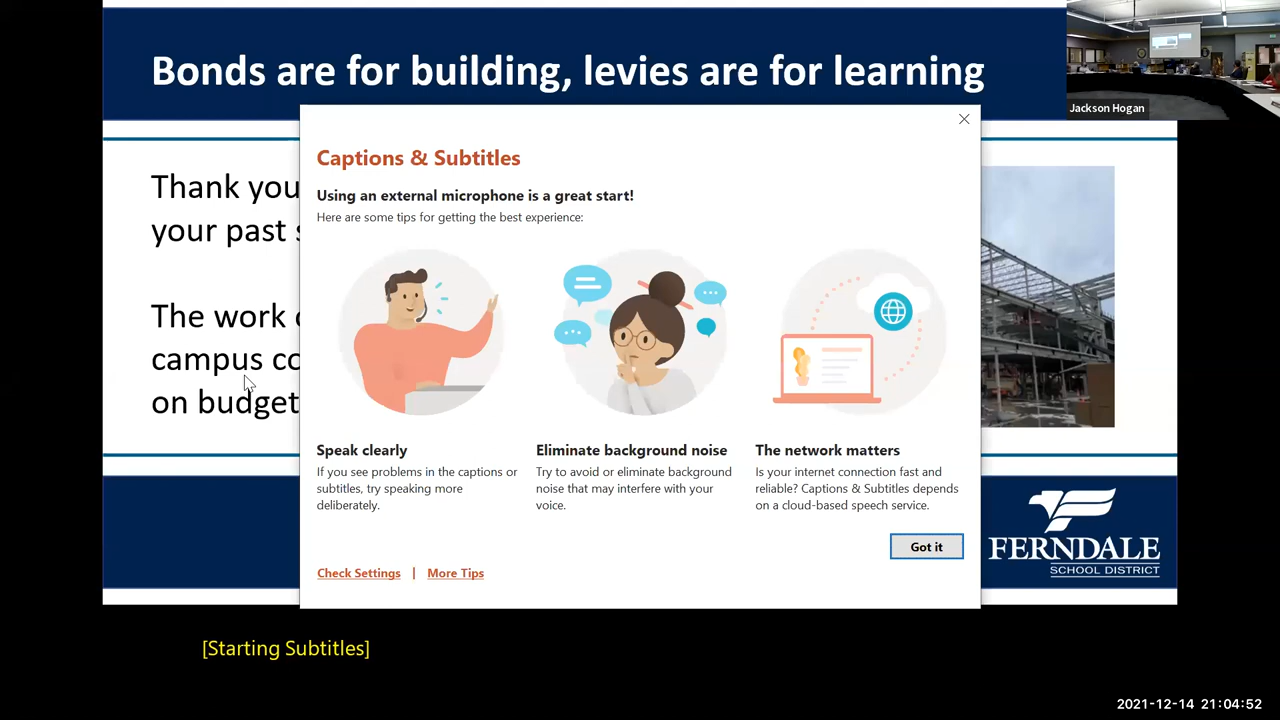 Bonds are for building, levies are for learning
Jackson Hogan
Thank you
your past
The work
campus
on budget
Captions & Subtitles
Using an external microphone is a great start!
Here are some tips for getting the best experience:
Speak clearly
If you see problems in the captions or
subtitles, try speaking more
deliberately.
Eliminate background noise
Try to avoid or eliminate background
noise that may interfere with your
voice.
The network matters
Is your internet connection fast and
reliable? Captions & Subtitles depends
on a cloud-based speech service.
Got it
Check Settings | More Tips
FERNDALE
SCHOOL DISTRICT
[Starting Subtitles]
2021-12-14 21:04:52